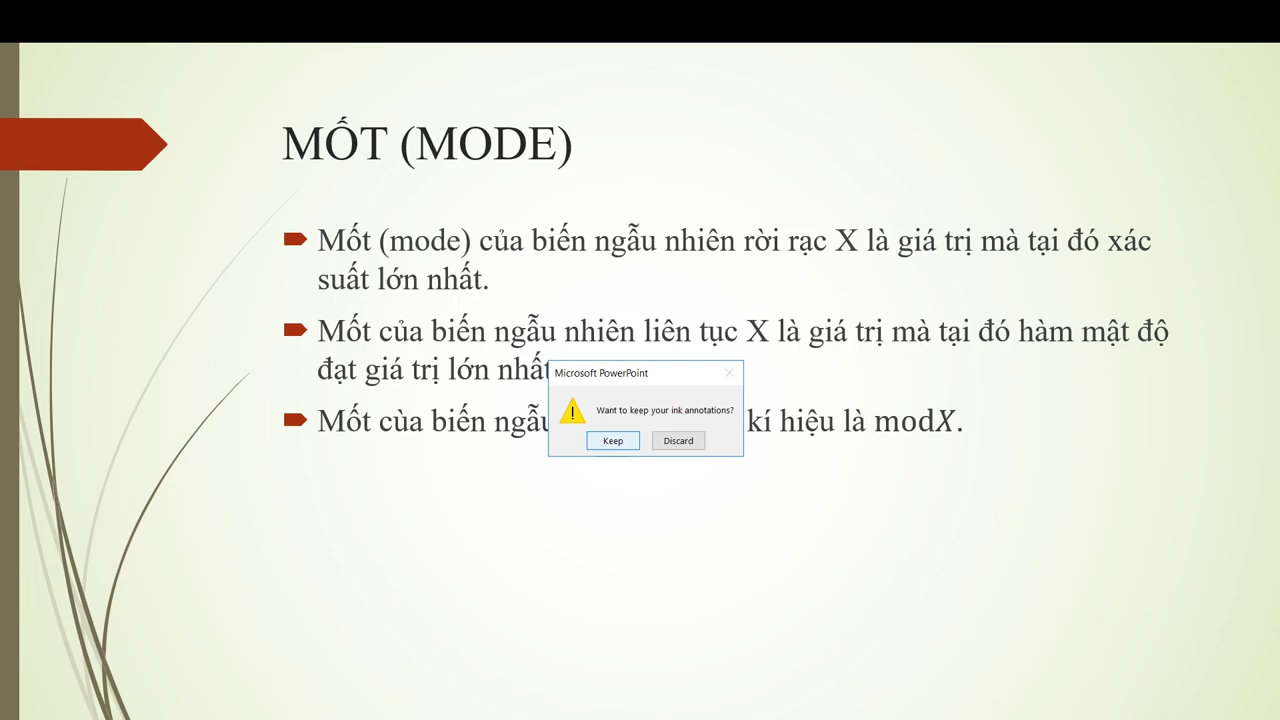 MỐT (MODE)
Mốt (mode) của biến ngẫu nhiên rời rạc X là giá trị mà tại đó xác
suất lớn nhất.
Mốt của biến ngẫu nhiên liên tục X là giá trị mà tại đó hàm mật độ
đạt giá trị lớn nhất
Mốt cùa biến ngẫu kí hiệu là modX.
Microsoft PowerPoint
Want to keep your ink annotations?
Keep Discard